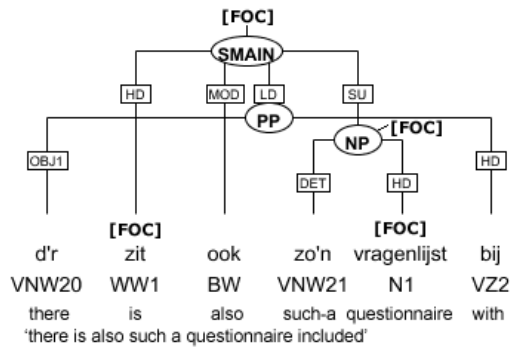 [FOC]
SMAIN
HD MOD LD SU
PP [FOC]
NP
OBJ1 HD
DET HD
[FOC] [FOC]
d'r zit ook zo'n vragenlijst bij
VNW20 WW1 BW VNW21 N1 VZ2
there is also such-a questionnaire with
‘there is also such a questionnaire included’